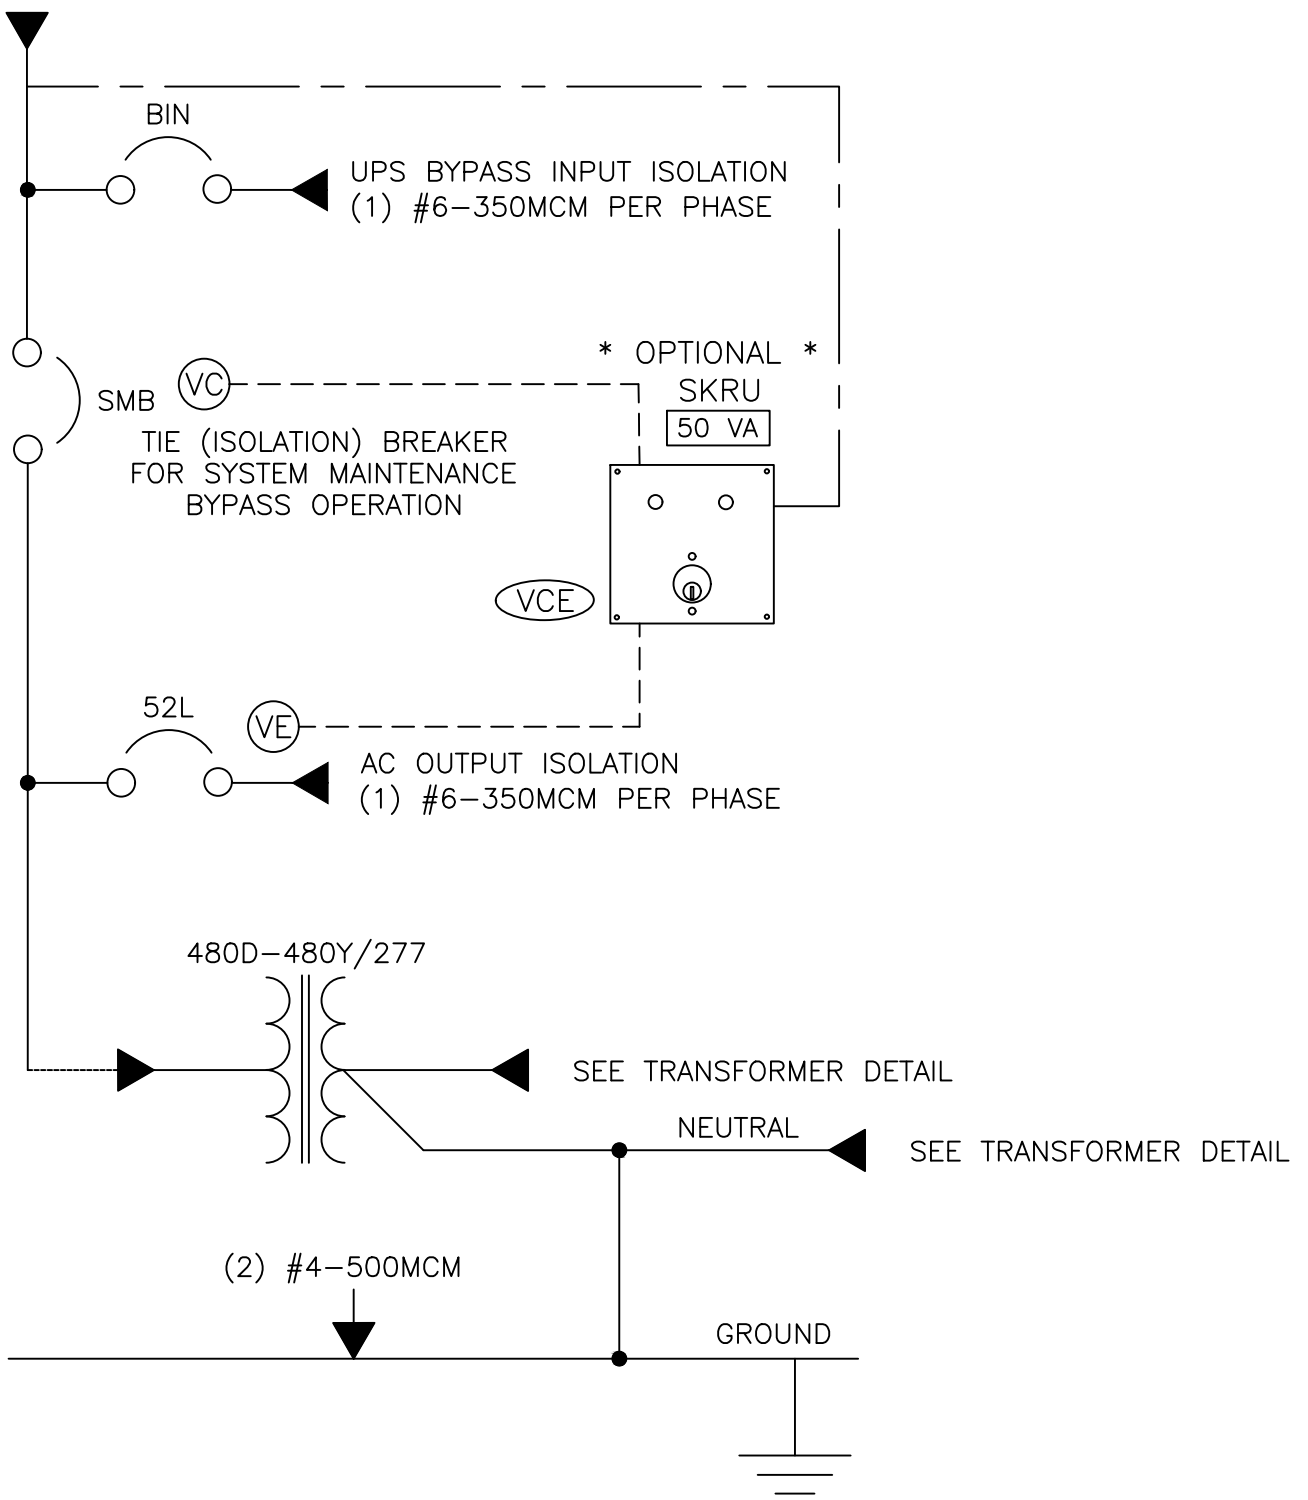 BIN
UPS BYPASS INPUT ISOLATION
(1) #6-350MCM PER PHASE
* OPTIONAL *
SKRU
50 VA
VC
SMB
TIE (ISOLATION) BREAKER
FOR SYSTEM MAINTENANCE
BYPASS OPERATION
VCE
52L
VE
AC OUTPUT ISOLATION
(1) #6-350MCM PER PHASE
480D-480Y/277
SEE TRANSFORMER DETAIL
NEUTRAL
SEE TRANSFORMER DETAIL
(2) #4-500MCM
GROUND